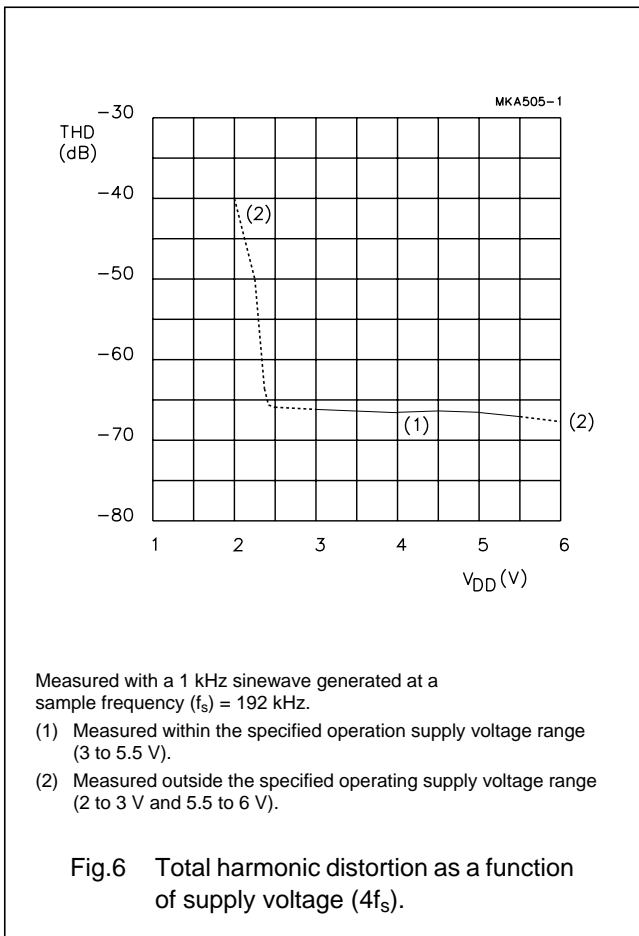 MKA505-1
THD
(dB)
−30
−40
−50
−60
−70
−80
(2)
(1)
(2)
1 2 3 4 5 6
VDD (V)
Measured with a 1 kHz sinewave generated at a
sample frequency (fs) = 192 kHz.
(1) Measured within the specified operation supply voltage range
(3 to 5.5 V).
(2) Measured outside the specified operating supply voltage range
(2 to 3 V and 5.5 to 6 V).
Fig.6 Total harmonic distortion as a function
of supply voltage (4fs).